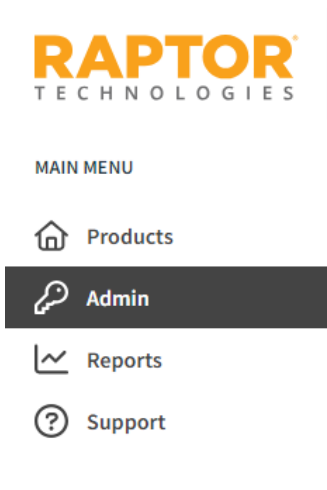 RAPTOR
TECHNOLOGIES
MAIN MENU
Products
Admin
Reports
Support